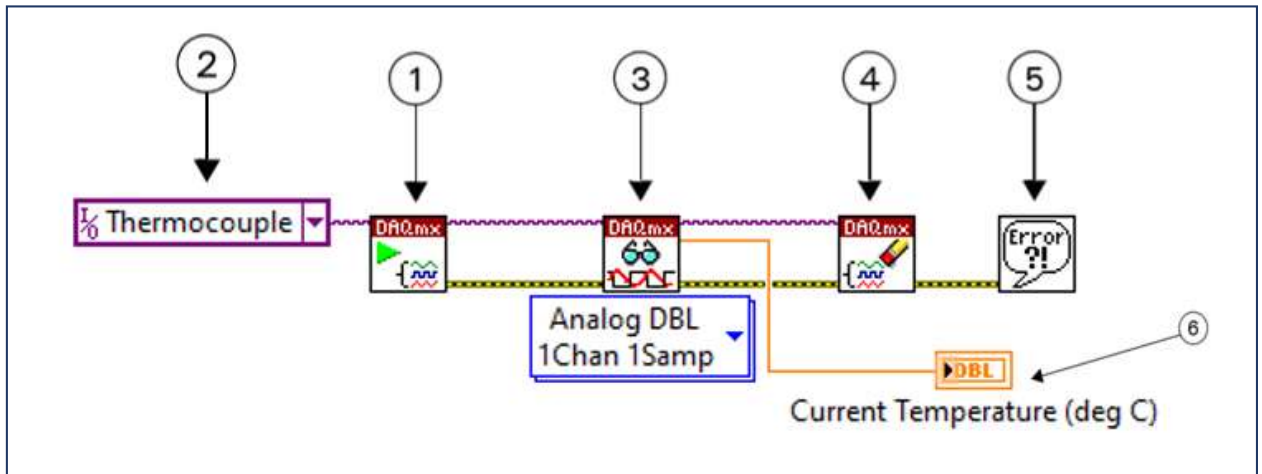 2
1
3
4
5
I/O Thermocouple
DAQmx
DAQmx
DAQmx
Error
?!
Analog DBL
1Chan 1Samp
6
DBL
Current Temperature (deg C)